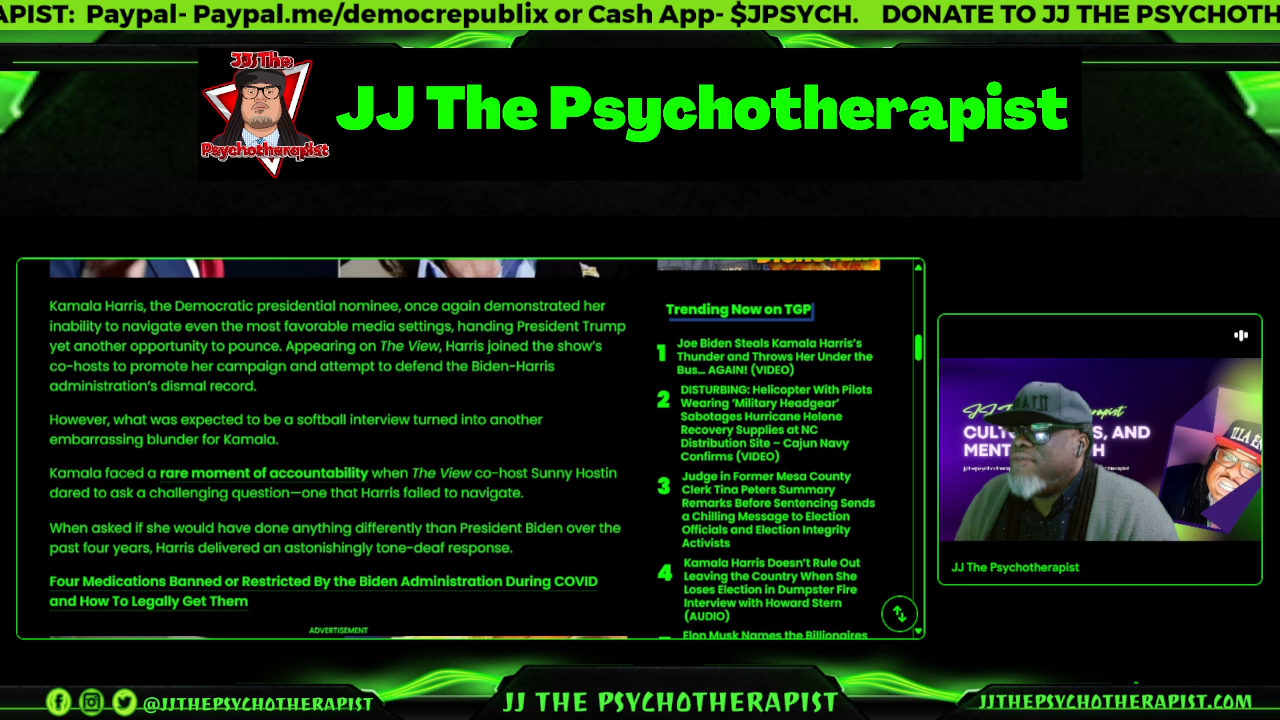 APIST: Paypal- Paypal.me/democrepublix or Cash App- $JPSYCH. DONATE TO JJ THE PSYCHOTH
JJ The
Psychotherapist
JJ The Psychotherapist
Kamala Harris, the Democratic presidential nominee, once again demonstrated her
inability to navigate even the most favorable media settings, handing President Trump
yet another opportunity to pounce. Appearing on The View, Harris joined the show's
co-hosts to promote her campaign and attempt to defend the Biden-Harris
administration's dismal record.
However, what was expected to be a softball interview turned into another
embarrassing blunder for Kamala.
Kamala faced a rare moment of accountability when The View co-host Sunny Hostin
dared to ask a challenging question—one that Harris failed to navigate.
When asked if she would have done anything differently than President Biden over the
past four years, Harris delivered an astonishingly tone-deaf response.
Four Medications Banned or Restricted By the Biden Administration During COVID
and How To Legally Get Them
ADVERTISEMENT
Trending Now on TGP
1 Joe Biden Steals Kamala Harris's
Thunder and Throws Her Under the
Bus… AGAIN! (VIDEO)
2 DISTURBING: Helicopter With Pilots
Wearing 'Military Headgear'
Sabotages Hurricane Helene
Recovery Supplies at NC
Distribution Site – Cajun Navy
Confirms (VIDEO)
3 Judge in Former Mesa County
Clerk Tina Peters Summary
Remarks Before Sentencing Sends
a Chilling Message to Election
Officials and Election Integrity
Activists
4 Kamala Harris Doesn't Rule Out
Leaving the Country When She
Loses Election in Dumpster Fire
Interview with Howard Stern
(AUDIO)
Elon Musk Names the Billionaires
JJ The Psychotherapist
@JJTHEPSYCHOTHERAPIST
JJ THE PSYCHOTHERAPIST
JJTHEPSYCHOTHERAPIST.COM